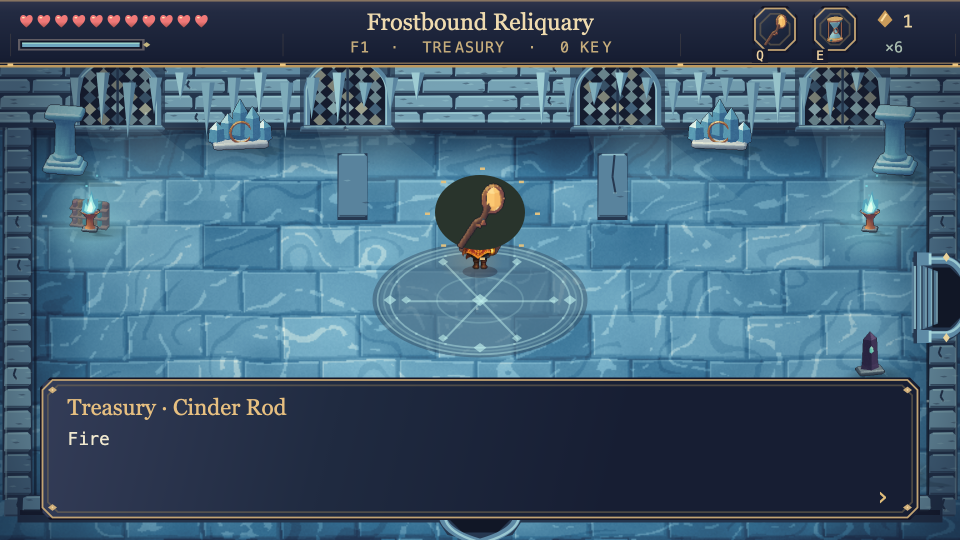 Frostbound Reliquary
F1 · TREASURY · 0 KEY
Q
E
1
×6
Treasury · Cinder Rod
Fire
›